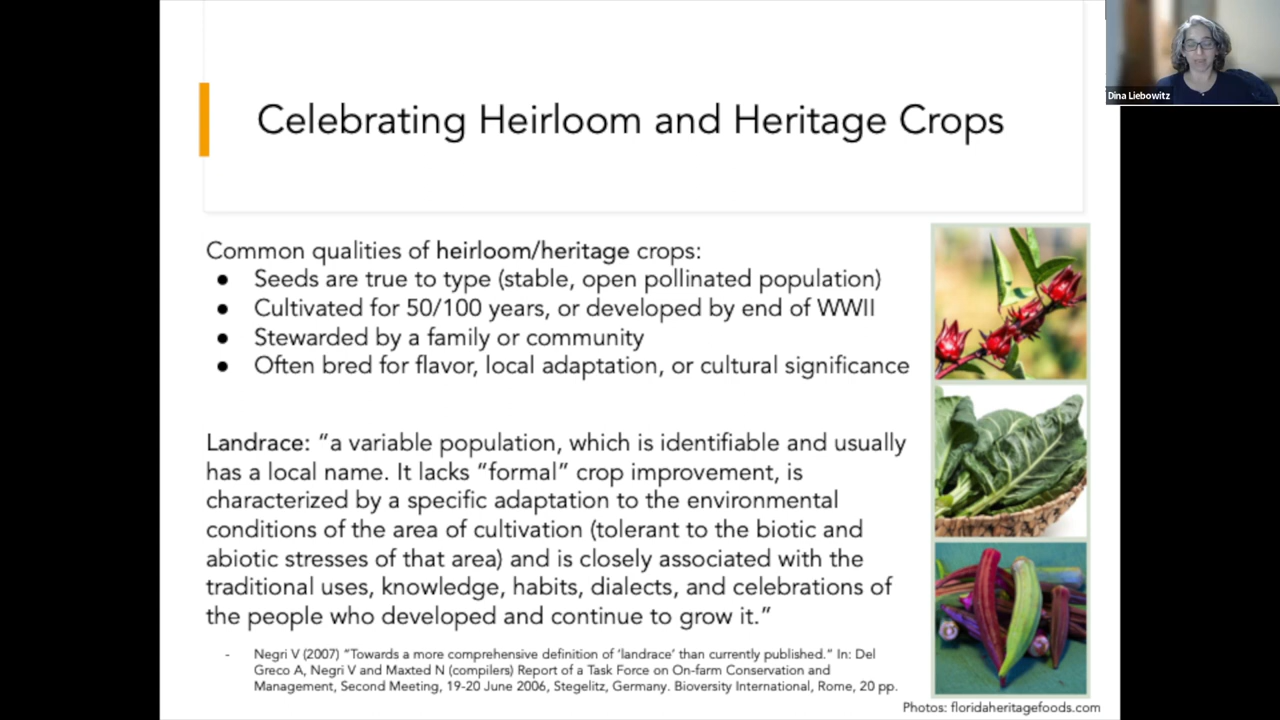 Dina Liebowitz
Celebrating Heirloom and Heritage Crops
Common qualities of heirloom/heritage crops:
● Seeds are true to type (stable, open pollinated population)
● Cultivated for 50/100 years, or developed by end of WWII
● Stewarded by a family or community
● Often bred for flavor, local adaptation, or cultural significance
Landrace: “a variable population, which is identifiable and usually
has a local name. It lacks “formal” crop improvement, is
characterized by a specific adaptation to the environmental
conditions of the area of cultivation (tolerant to the biotic and
abiotic stresses of that area) and is closely associated with the
traditional uses, knowledge, habits, dialects, and celebrations of
the people who developed and continue to grow it.”
- Negri V (2007) “Towards a more comprehensive definition of ‘landrace’ than currently published.” In: Del
Greco A, Negri V and Maxted N (compilers) Report of a Task Force on On-farm Conservation and
Management, Second Meeting, 19-20 June 2006, Stegelitz, Germany. Bioversity International, Rome, 20 pp.
Photos: floridaheritagefoods.com